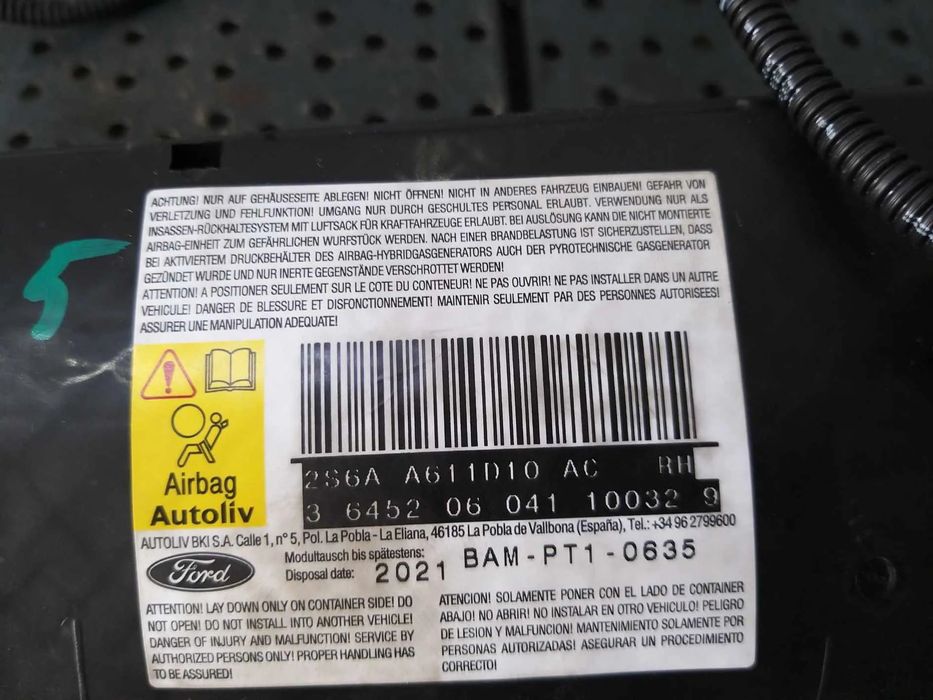 ACHTUNG! NUR AUF GEHÄUSESEITE ABLEGEN! NICHT ÖFFNEN! NICHT IN ANDERES FAHRZEUG EINBAUEN! GEFAHR VON
VERLETZUNG UND FEHLFUNKTION! UMGANG NUR DURCH GESCHULTES PERSONAL ERLAUBT. VERWENDUNG NUR ALS
INSASSEN-RÜCKHALTESYSTEM MIT LUFTSACK FÜR KRAFTFAHRZEUGE ERLAUBT. BEI AUSLÖSUNG KANN DIE NICHT MONTIERTE
AIRBAG-EINHEIT ZUM GEFÄHRLICHEN WURFSTÜCK WERDEN. NACH EINER BRANDBELASTUNG IST SICHERZUSTELLEN, DASS
BEI AKTIVIERTEM DRUCKBEHÄLTER DES AIRBAG-HYBRIDGASGENERATORS AUCH DER PYROTECHNISCHE GASGENERATOR
GEZÜNDET WURDE UND NUR INERTE GEGENSTÄNDE VERSCHROTTET WERDEN!
ATTENTION! A POSITIONER SEULEMENT SUR LE COTE DU CONTENEUR! NE PAS OUVRIR! NE PAS INSTALLER DANS UN AUTRE
VEHICULE! DANGER DE BLESSURE ET DISFONCTIONNEMENT! MAINTENIR SEULEMENT PAR DES PERSONNES AUTORISEES!
ASSURER UNE MANIPULATION ADEQUATE!
5
Airbag
Autoliv
2S6A A611D10 AC RH
3 6452 06 041 10032 9
AUTOLIV BKI S.A. Calle 1, nº 5, Pol. La Pobla - La Eliana, 46185 La Pobla de Vallbona (España), Tel.: +34 96 2799600
Ford
Modultausch bis spätestens:
Disposal date: 2021 BAM-PT1-0635
ATTENTION! LAY DOWN ONLY ON CONTAINER SIDE! DO
NOT OPEN! DO NOT INSTALL INTO ANOTHER VEHICLE!
DANGER OF INJURY AND MALFUNCTION! SERVICE BY
AUTHORIZED PERSONS ONLY! PROPER HANDLING HAS
TO BE ASSURED!
ATENCION! SOLAMENTE PONER CON EL LADO DE CONTAINER
ABAJO! NO ABRIR! NO INSTALAR EN OTRO VEHICULO! PELIGRO
DE LESION Y MALFUNCION! MANTENIMIENTO SOLAMENTE POR
PERSONAS AUTORIZADAS! ASEGURAR UN PROCEDIMIENTO
CORRECTO!